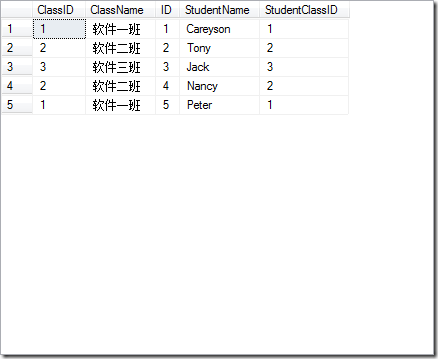 ClassID ClassName ID StudentName StudentClassID
1 1 软件一班 1 Careyson 1
2 2 软件二班 2 Tony 2
3 3 软件三班 3 Jack 3
4 2 软件二班 4 Nancy 2
5 1 软件一班 5 Peter 1